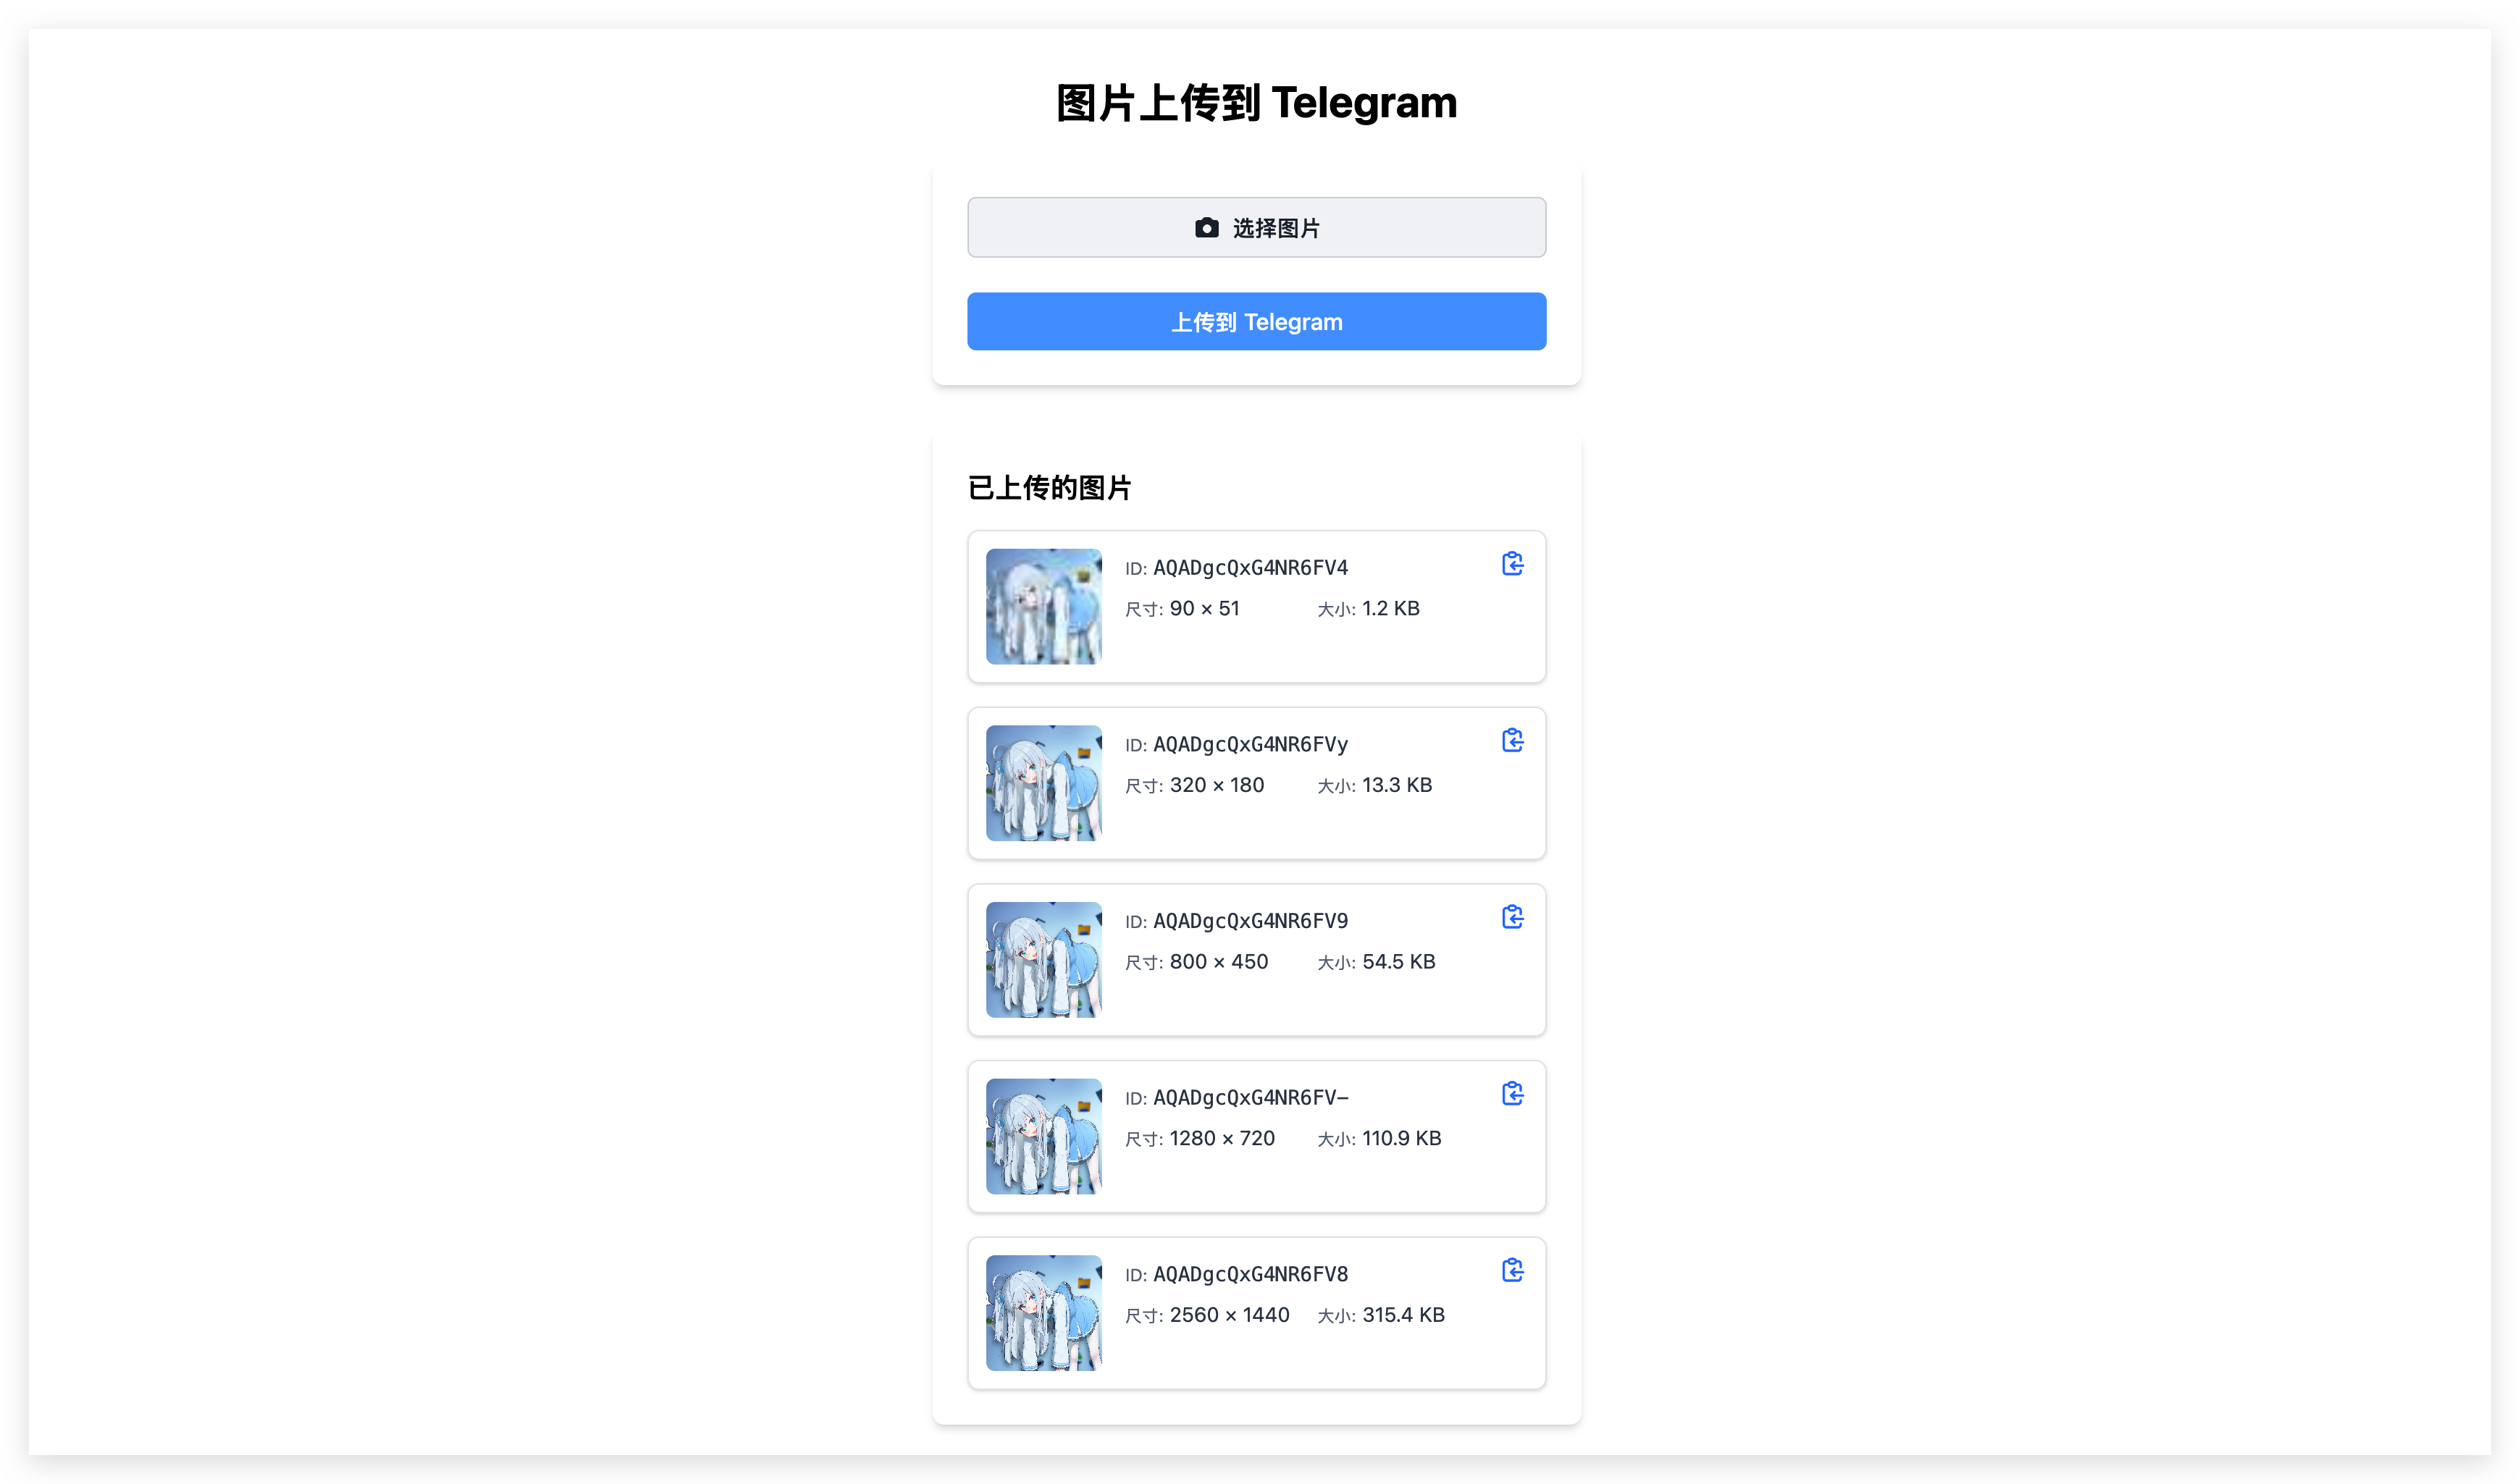 图片上传到 Telegram
选择图片
上传到 Telegram
已上传的图片
ID: AQADgcQxG4NR6FV4
尺寸: 90 × 51 大小: 1.2 KB
ID: AQADgcQxG4NR6FVy
尺寸: 320 × 180 大小: 13.3 KB
ID: AQADgcQxG4NR6FV9
尺寸: 800 × 450 大小: 54.5 KB
ID: AQADgcQxG4NR6FV-
尺寸: 1280 × 720 大小: 110.9 KB
ID: AQADgcQxG4NR6FV8
尺寸: 2560 × 1440 大小: 315.4 KB